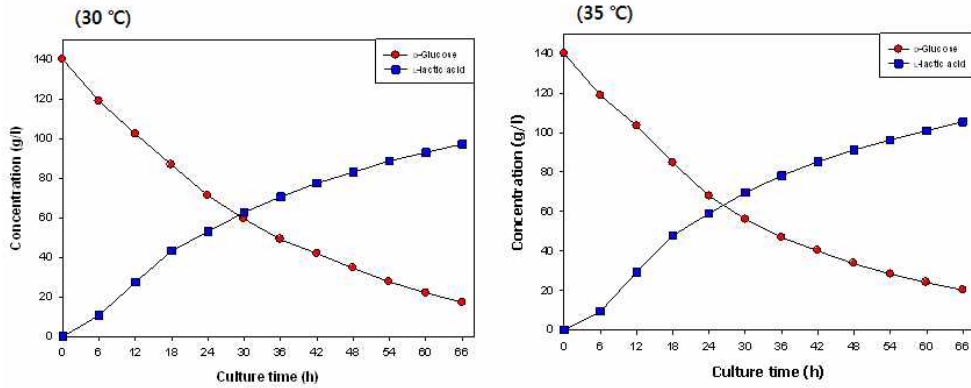 (30 ℃)
D-Glucose
L-lactic acid
Concentration (g/l)
140
120
100
80
60
40
20
0
0 6 12 18 24 30 36 42 48 54 60 66
Culture time (h)
(35 ℃)
D-Glucose
L-lactic acid
Concentration (g/l)
140
120
100
80
60
40
20
0
0 6 12 18 24 30 36 42 48 54 60 66
Culture time (h)